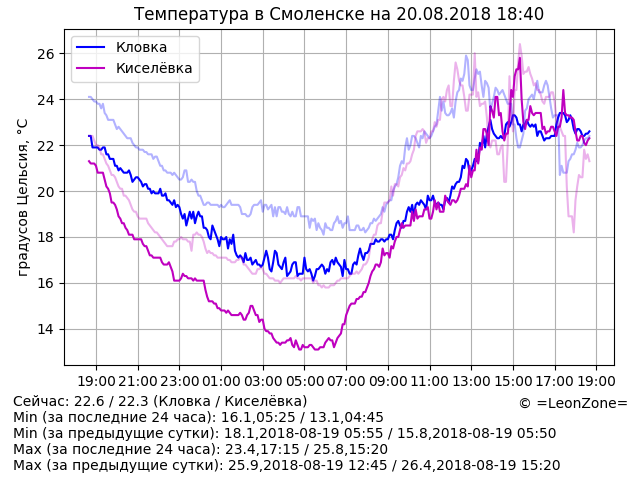 Температура в Смоленске на 20.08.2018 18:40
Кловка
Киселёвка
градусов Цельсия, °C
26
24
22
20
18
16
14
19:00 21:00 23:00 01:00 03:00 05:00 07:00 09:00 11:00 13:00 15:00 17:00 19:00
Сейчас: 22.6 / 22.3 (Кловка / Киселёвка)
© =LeonZone=
Min (за последние 24 часа): 16.1,05:25 / 13.1,04:45
Min (за предыдущие сутки): 18.1,2018-08-19 05:55 / 15.8,2018-08-19 05:50
Max (за последние 24 часа): 23.4,17:15 / 25.8,15:20
Max (за предыдущие сутки): 25.9,2018-08-19 12:45 / 26.4,2018-08-19 15:20